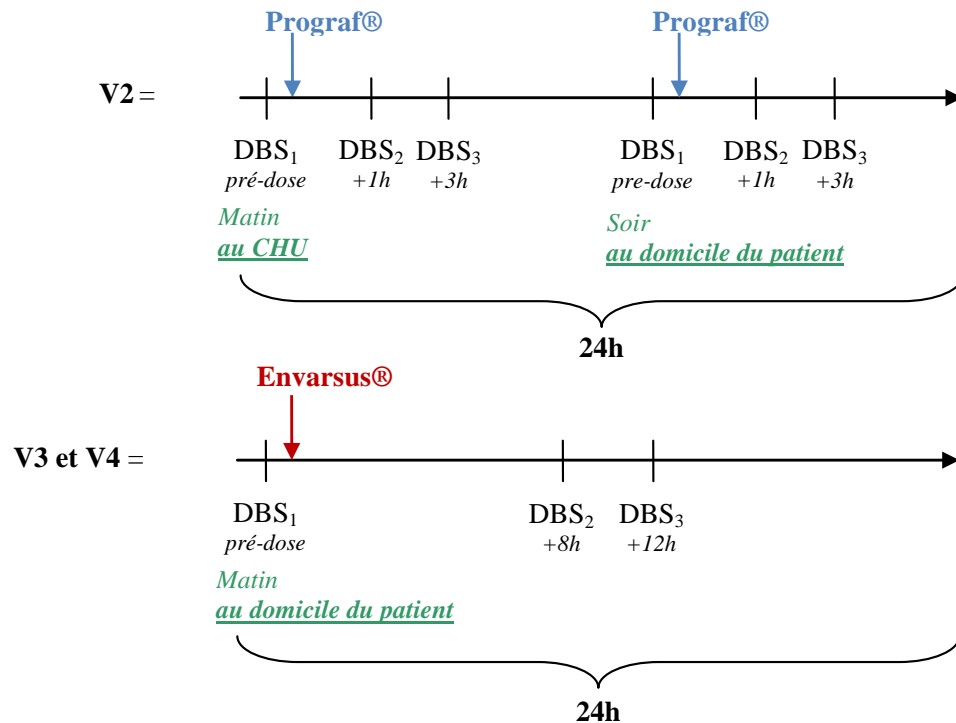 Prograf® Prograf®
V2 =
DBS₁ DBS₂ DBS₃ DBS₁ DBS₂ DBS₃
pré-dose +1h +3h pre-dose +1h +3h
Matin Soir
au CHU au domicile du patient
24h
Envarsus®
V3 et V4 =
DBS₁ DBS₂ DBS₃
pré-dose +8h +12h
Matin
au domicile du patient
24h